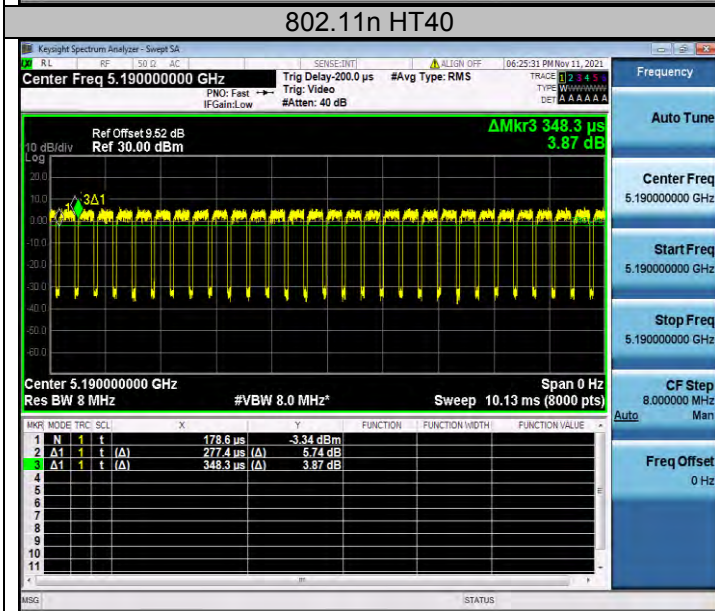 802.11n HT40
Keysight Spectrum Analyzer - Swept SA
RL RF 50 Ω AC SENSE:INT ALIGN OFF 06:25:31 PM Nov 11, 2021
Center Freq 5.190000000 GHz
PNO: Fast
IFGain:Low
Trig Delay-200.0 µs
Trig: Video
#Atten: 40 dB
#Avg Type: RMS
TRACE 1 2 3 4 5 6
TYPE
DET A A A A A A
Frequency
Auto Tune
Center Freq
5.190000000 GHz
Start Freq
5.190000000 GHz
Stop Freq
5.190000000 GHz
CF Step
8.000000 MHz
Auto Man
Freq Offset
0 Hz
Ref Offset 9.52 dB
10 dB/div Ref 30.00 dBm
Log
ΔMkr3 348.3 µs
3.87 dB
20.0
10.0
0.00
-10.0
-20.0
-30.0
-40.0
-50.0
-60.0
3Δ1
Center 5.190000000 GHz Span 0 Hz
Res BW 8 MHz #VBW 8.0 MHz* Sweep 10.13 ms (8000 pts)
MKR MODE TRC SCL X Y FUNCTION FUNCTION WIDTH FUNCTION VALUE
1 N 1 t 178.6 µs -3.34 dBm
2 Δ1 1 t (Δ) 277.4 µs (Δ) 5.74 dB
3 Δ1 1 t (Δ) 348.3 µs (Δ) 3.87 dB
4
5
6
7
8
9
10
11
MSG STATUS